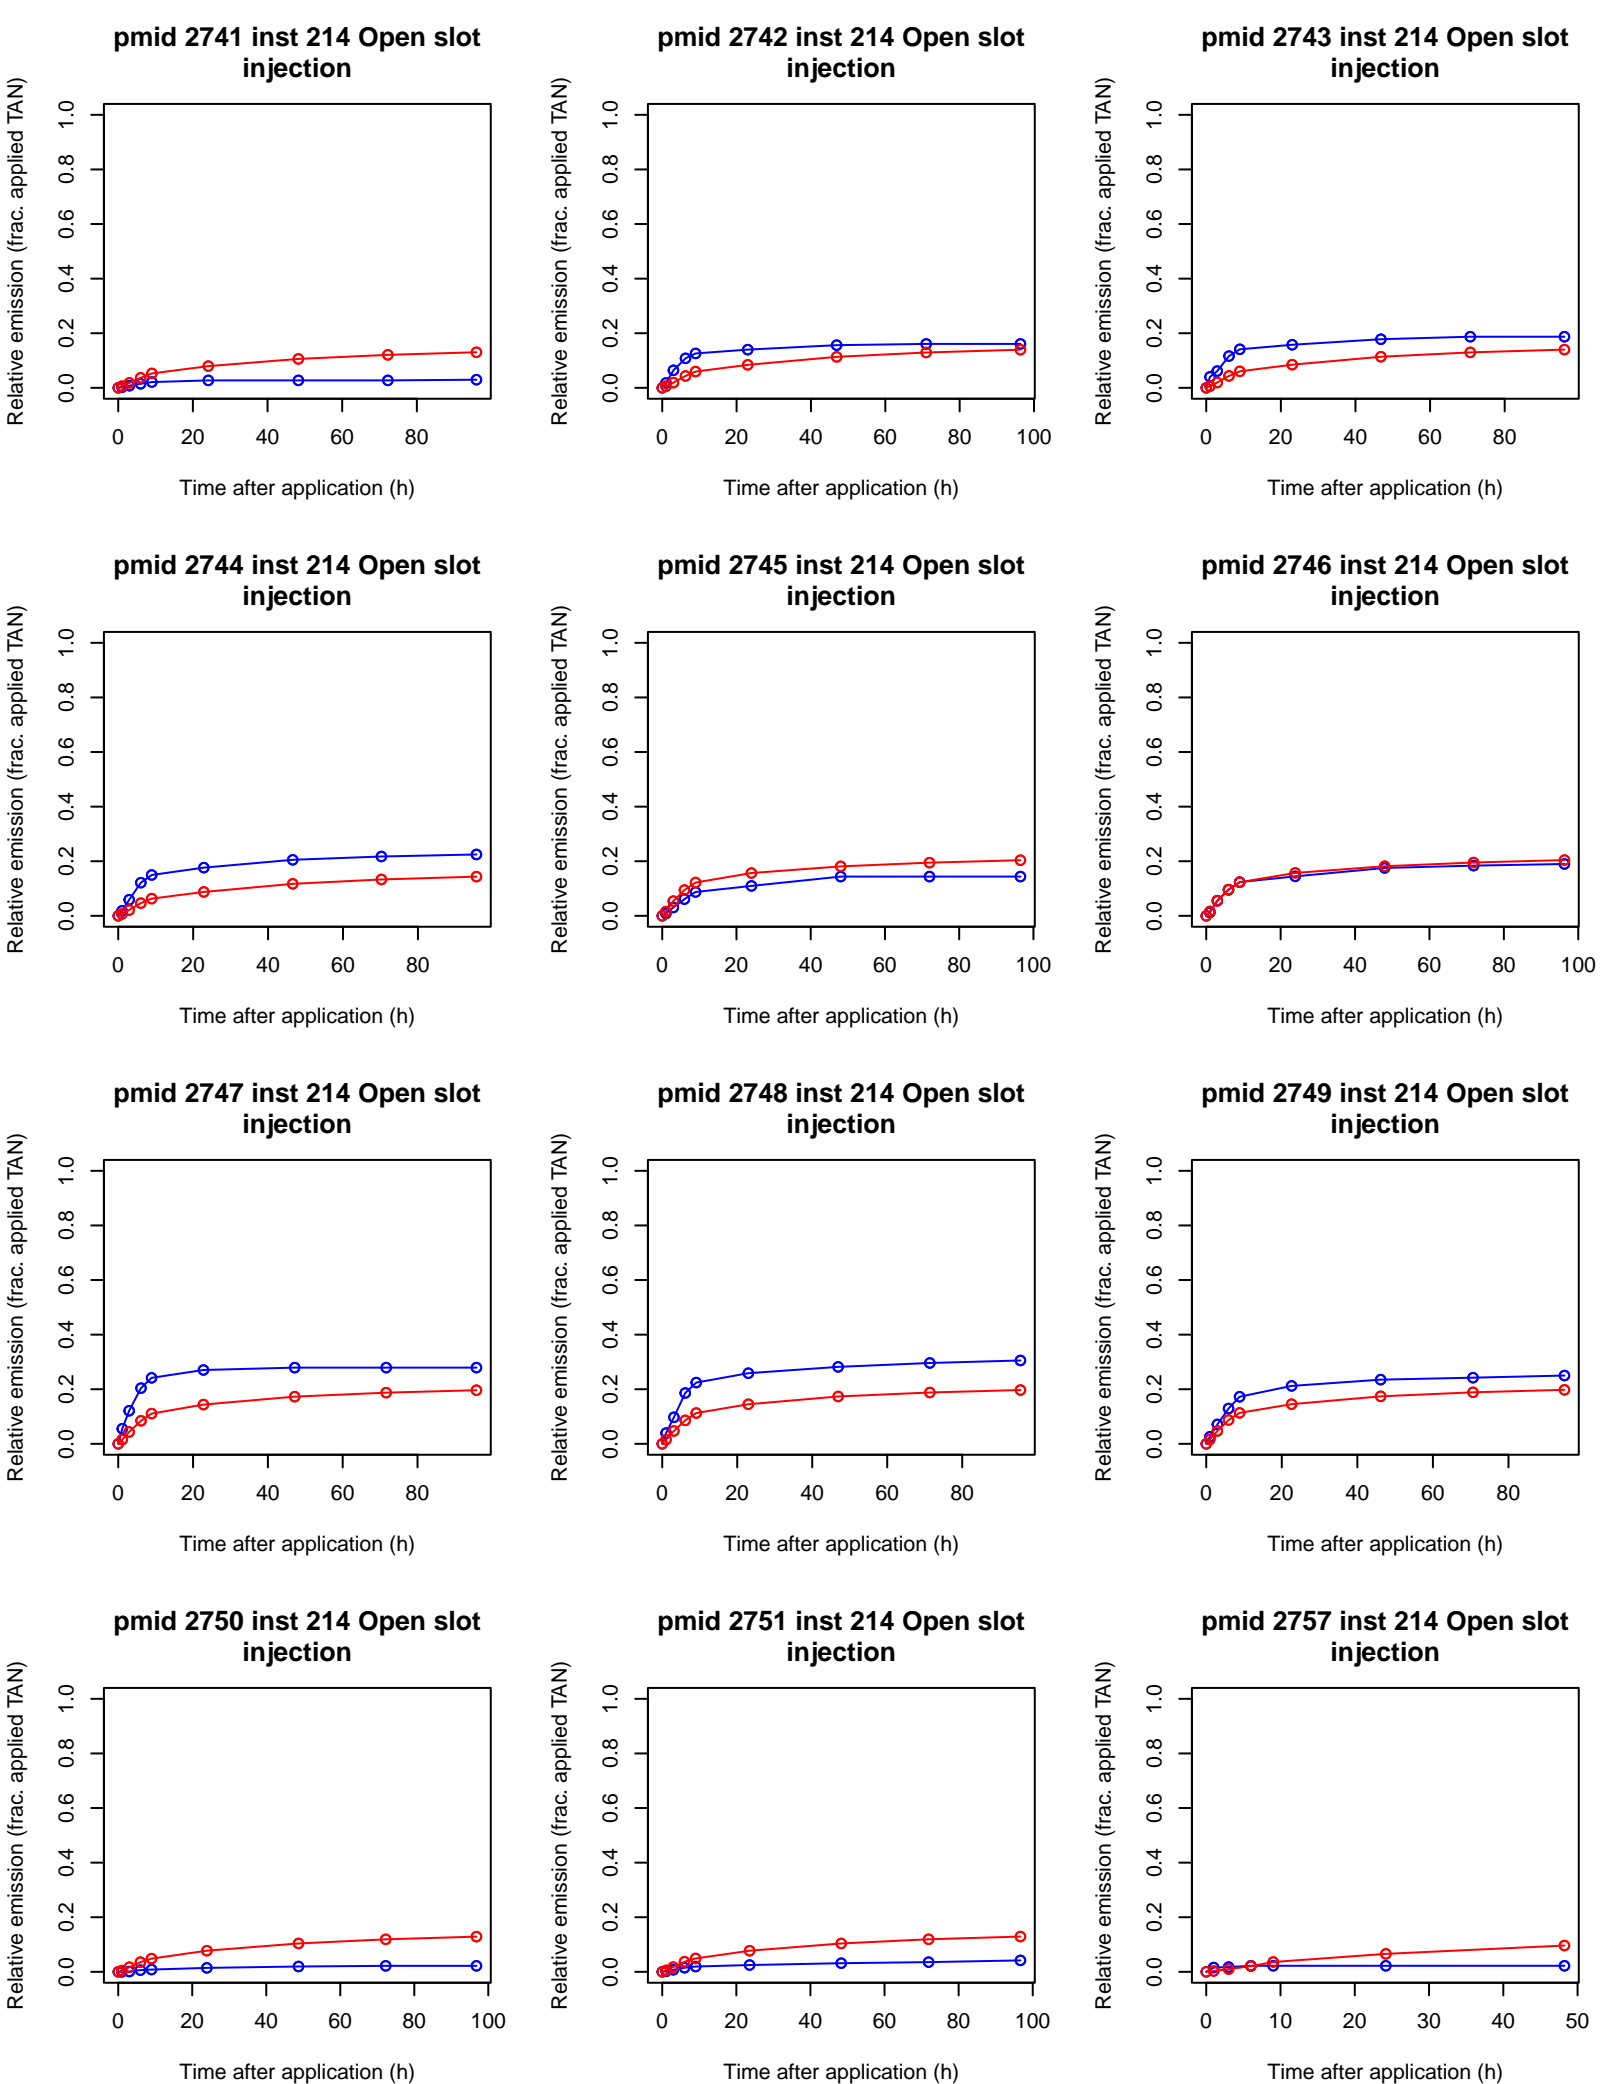 pmid 2741 inst 214 Open slot
injection
Relative emission (frac. applied TAN)
1.0
0.8
0.6
0.4
0.2
0.0
0 20 40 60 80
Time after application (h)
pmid 2742 inst 214 Open slot
injection
Relative emission (frac. applied TAN)
1.0
0.8
0.6
0.4
0.2
0.0
0 20 40 60 80 100
Time after application (h)
pmid 2743 inst 214 Open slot
injection
Relative emission (frac. applied TAN)
1.0
0.8
0.6
0.4
0.2
0.0
0 20 40 60 80
Time after application (h)
pmid 2744 inst 214 Open slot
injection
Relative emission (frac. applied TAN)
1.0
0.8
0.6
0.4
0.2
0.0
0 20 40 60 80
Time after application (h)
pmid 2745 inst 214 Open slot
injection
Relative emission (frac. applied TAN)
1.0
0.8
0.6
0.4
0.2
0.0
0 20 40 60 80 100
Time after application (h)
pmid 2746 inst 214 Open slot
injection
Relative emission (frac. applied TAN)
1.0
0.8
0.6
0.4
0.2
0.0
0 20 40 60 80 100
Time after application (h)
pmid 2747 inst 214 Open slot
injection
Relative emission (frac. applied TAN)
1.0
0.8
0.6
0.4
0.2
0.0
0 20 40 60 80
Time after application (h)
pmid 2748 inst 214 Open slot
injection
Relative emission (frac. applied TAN)
1.0
0.8
0.6
0.4
0.2
0.0
0 20 40 60 80
Time after application (h)
pmid 2749 inst 214 Open slot
injection
Relative emission (frac. applied TAN)
1.0
0.8
0.6
0.4
0.2
0.0
0 20 40 60 80
Time after application (h)
pmid 2750 inst 214 Open slot
injection
Relative emission (frac. applied TAN)
1.0
0.8
0.6
0.4
0.2
0.0
0 20 40 60 80 100
Time after application (h)
pmid 2751 inst 214 Open slot
injection
Relative emission (frac. applied TAN)
1.0
0.8
0.6
0.4
0.2
0.0
0 20 40 60 80 100
Time after application (h)
pmid 2757 inst 214 Open slot
injection
Relative emission (frac. applied TAN)
1.0
0.8
0.6
0.4
0.2
0.0
0 10 20 30 40 50
Time after application (h)